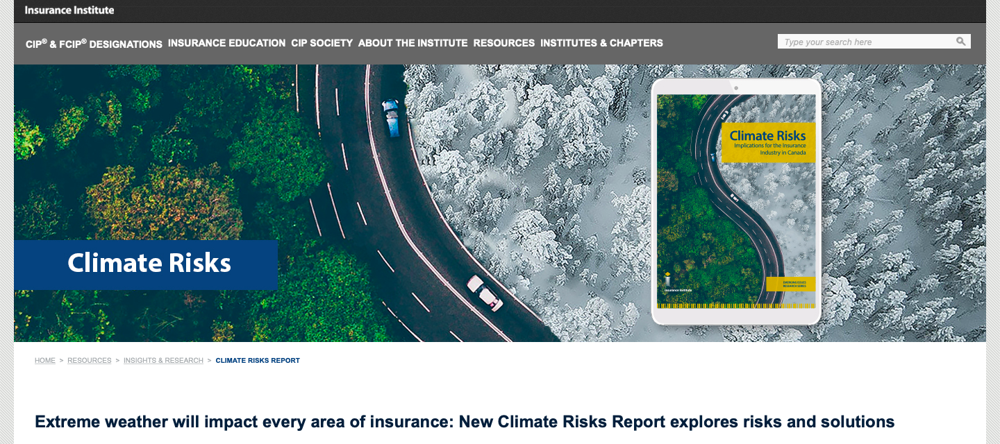 Insurance Institute
CIP® & FCIP® DESIGNATIONS INSURANCE EDUCATION CIP SOCIETY ABOUT THE INSTITUTE RESOURCES INSTITUTES & CHAPTERS
Type your search here
Climate Risks
Implications for the Insurance
Industry in Canada
Insurance Institute
EMERGING ISSUES
RESEARCH SERIES
Climate Risks
HOME > RESOURCES > INSIGHTS & RESEARCH > CLIMATE RISKS REPORT
Extreme weather will impact every area of insurance: New Climate Risks Report explores risks and solutions